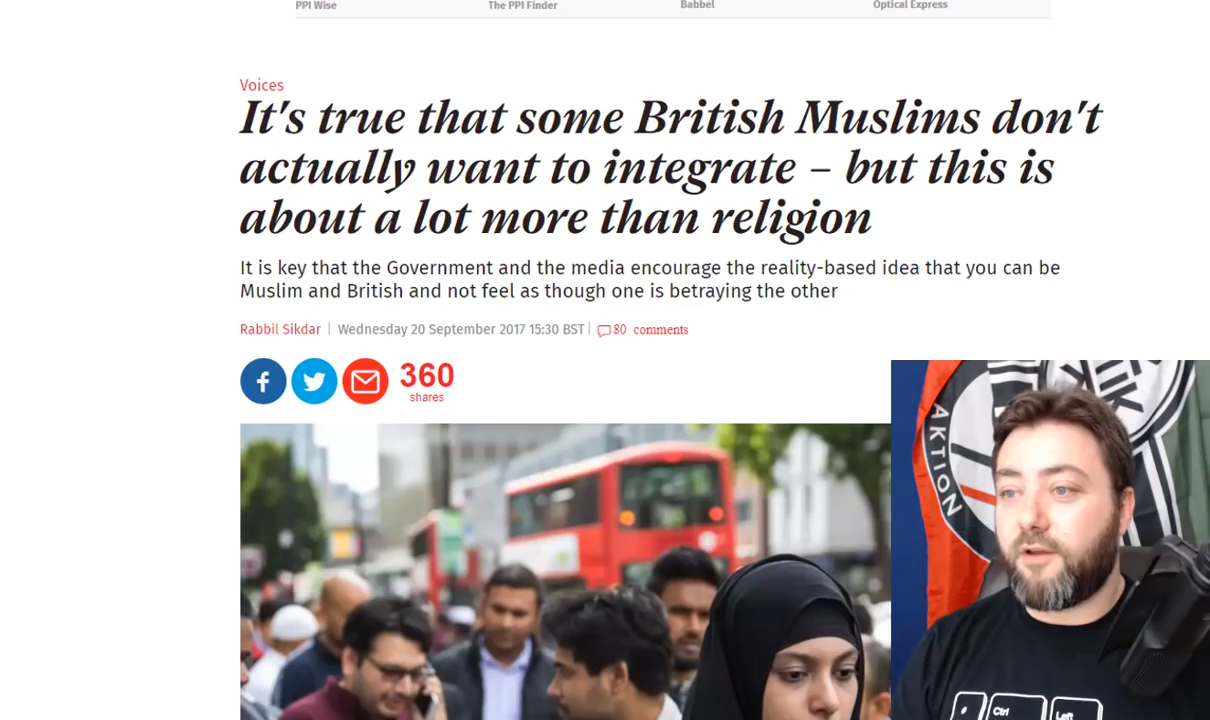 PPI Wise The PPI Finder Babbel Optical Express
Voices
It's true that some British Muslims don't
actually want to integrate – but this is
about a lot more than religion
It is key that the Government and the media encourage the reality-based idea that you can be
Muslim and British and not feel as though one is betraying the other
Rabbil Sikdar | Wednesday 20 September 2017 15:30 BST | 80 comments
360
shares
AKTION
Ctrl
Left